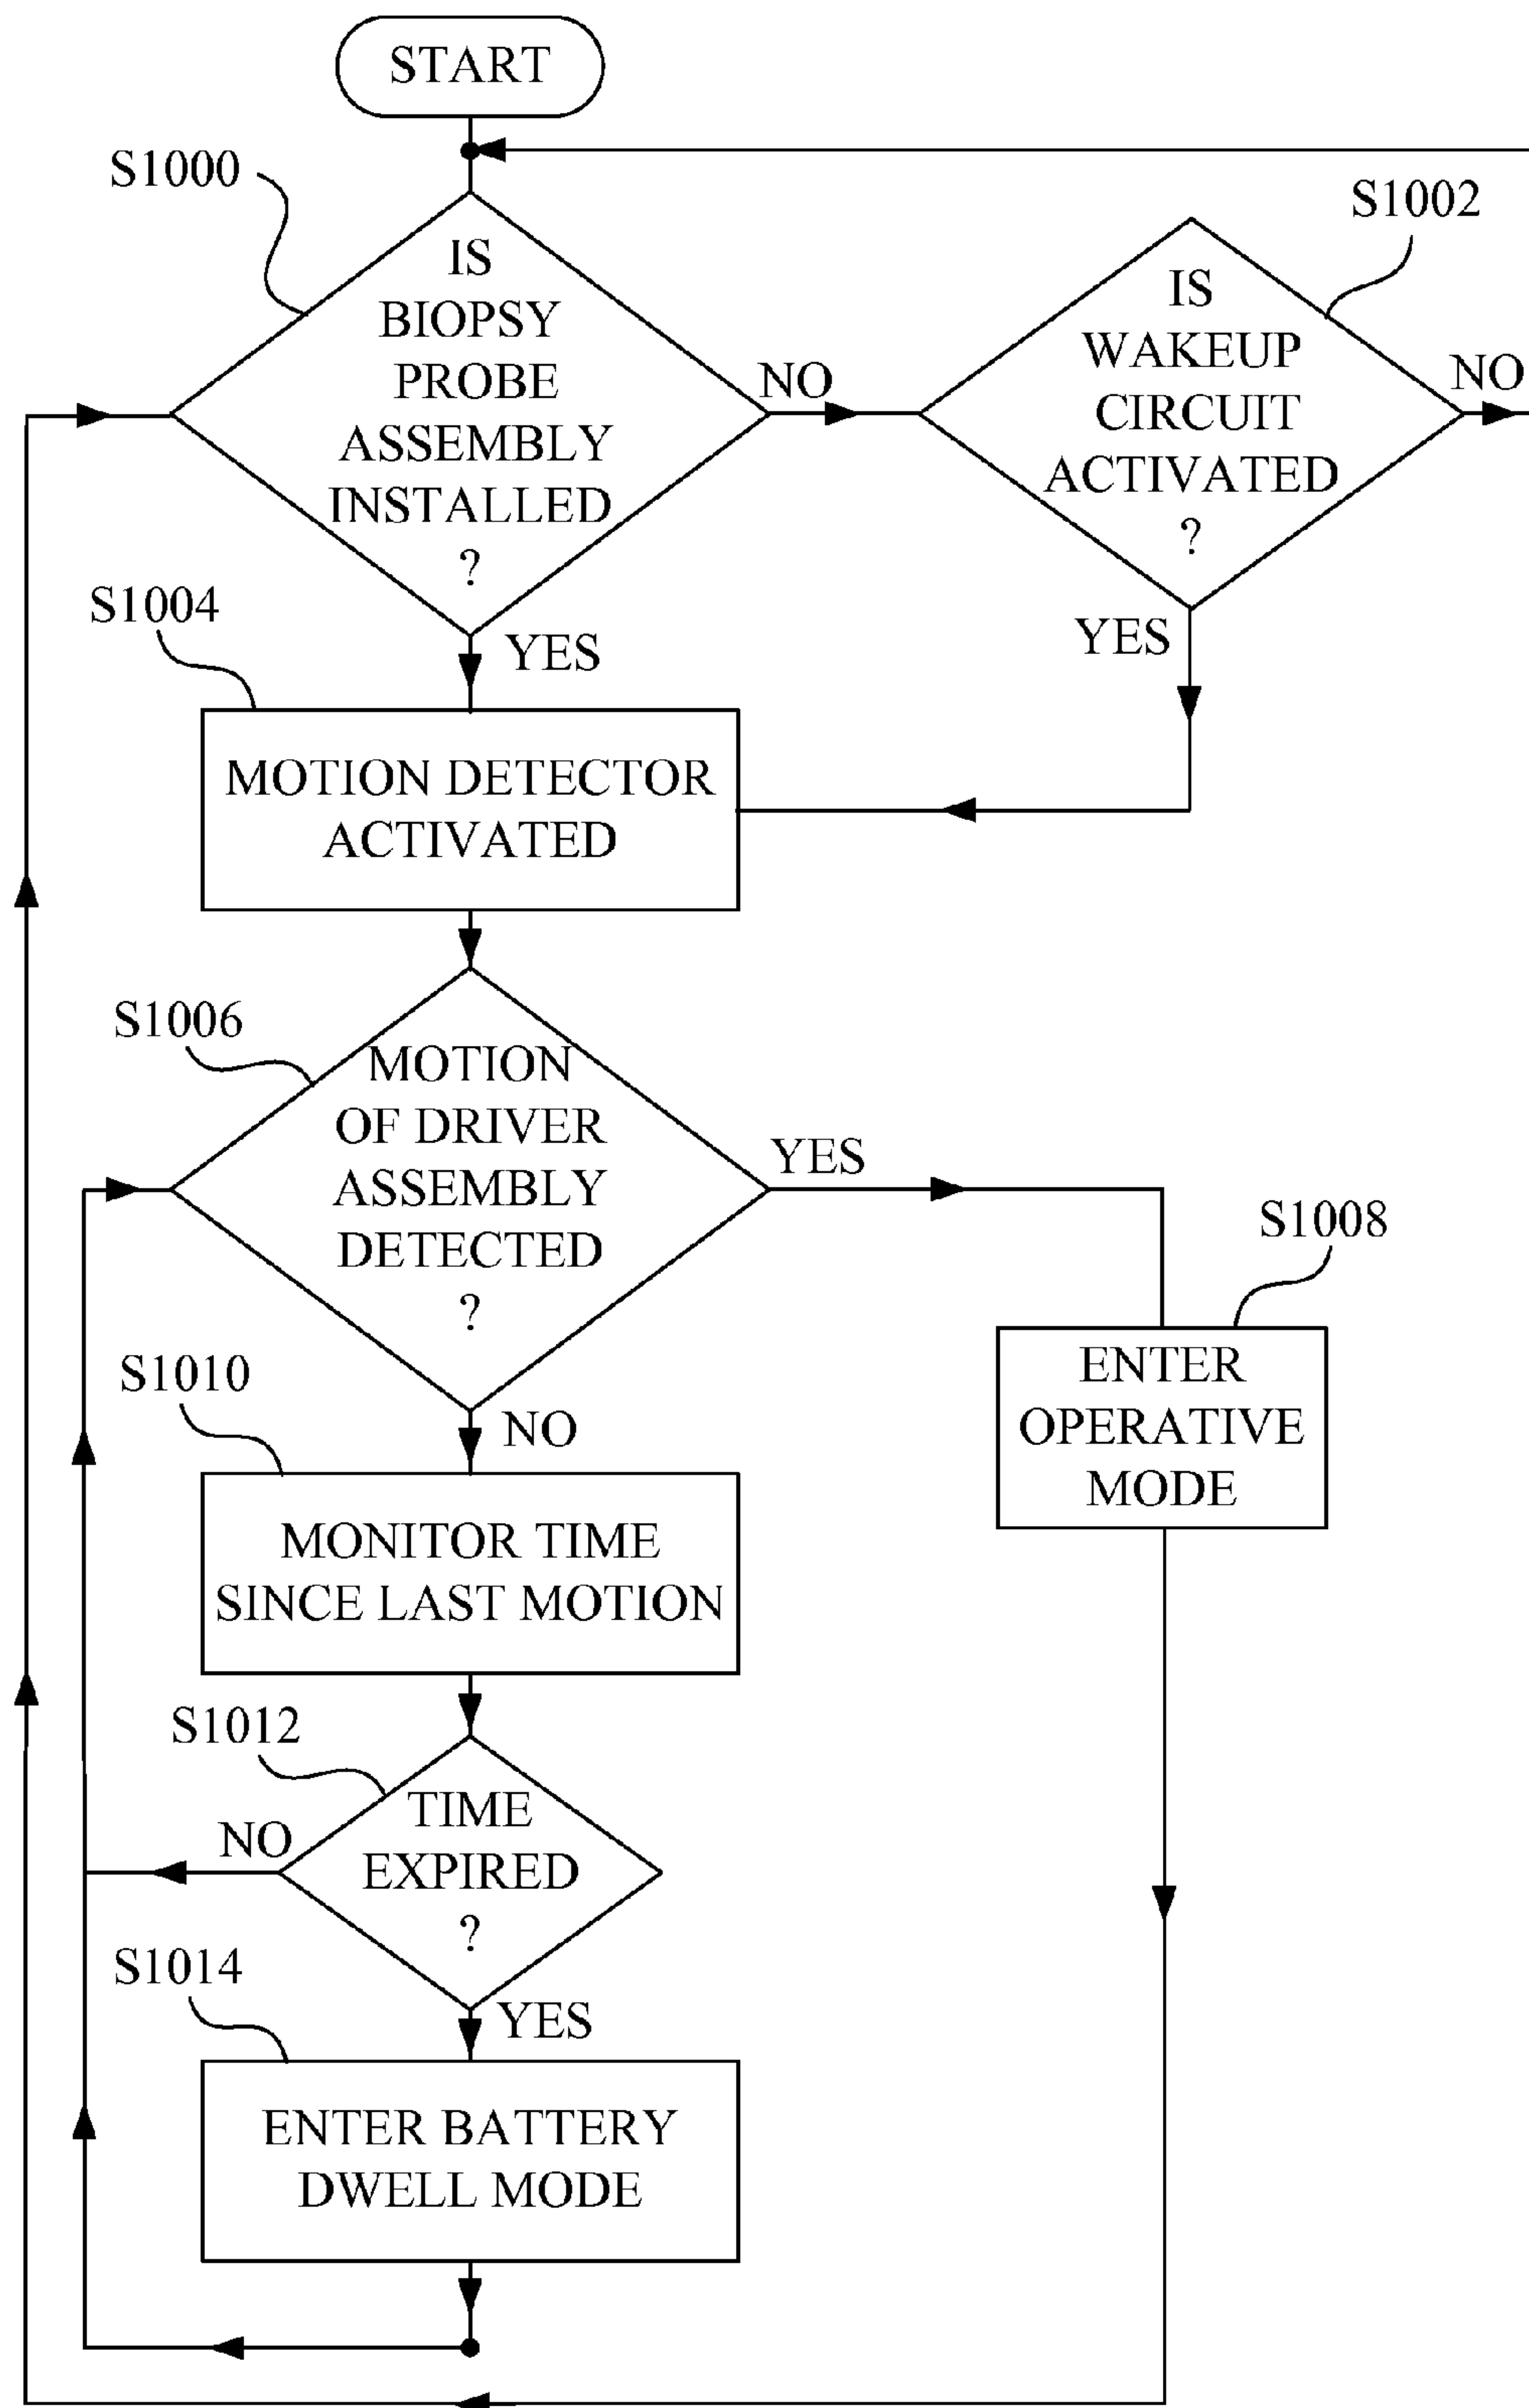 START
S1000
IS
BIOPSY
PROBE
ASSEMBLY
INSTALLED
?
NO
S1002
IS
WAKEUP
CIRCUIT
ACTIVATED
?
NO
YES
YES
S1004
MOTION DETECTOR
ACTIVATED
S1006
MOTION
OF DRIVER
ASSEMBLY
DETECTED
?
YES
S1008
ENTER
OPERATIVE
MODE
NO
S1010
MONITOR TIME
SINCE LAST MOTION
S1012
TIME
EXPIRED
?
NO
YES
S1014
ENTER BATTERY
DWELL MODE